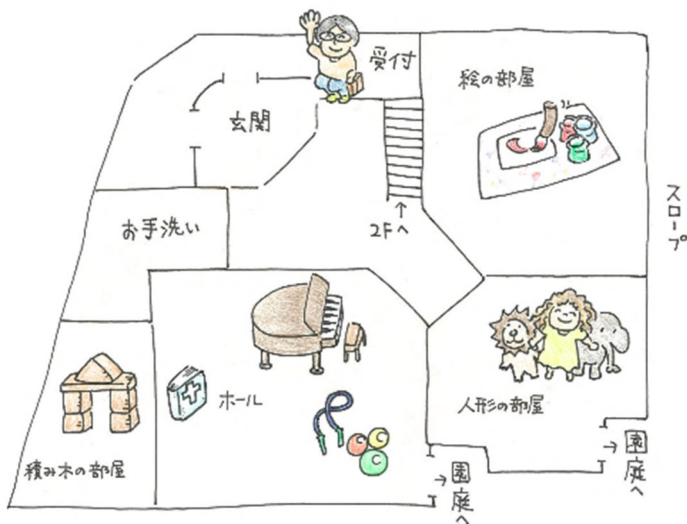 受付
絵の部屋
玄関
スロープ
お手洗い
↑
2Fへ
ホール
人形の部屋
積み木の部屋
→園庭へ
→園庭へ